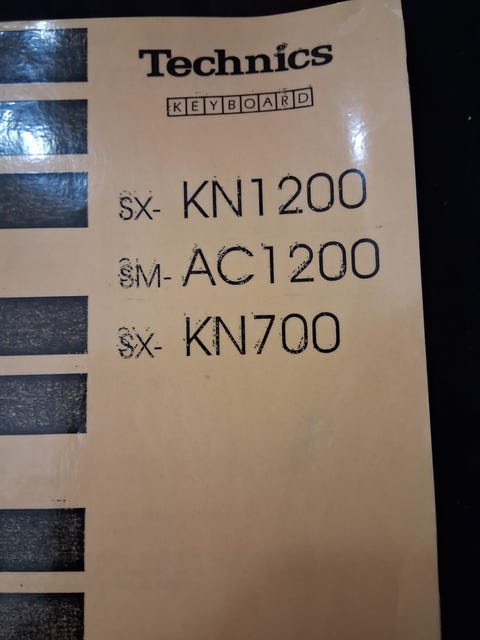 Technics
KEYBOARD
SX- KN1200
SM- AC1200
SX- KN700